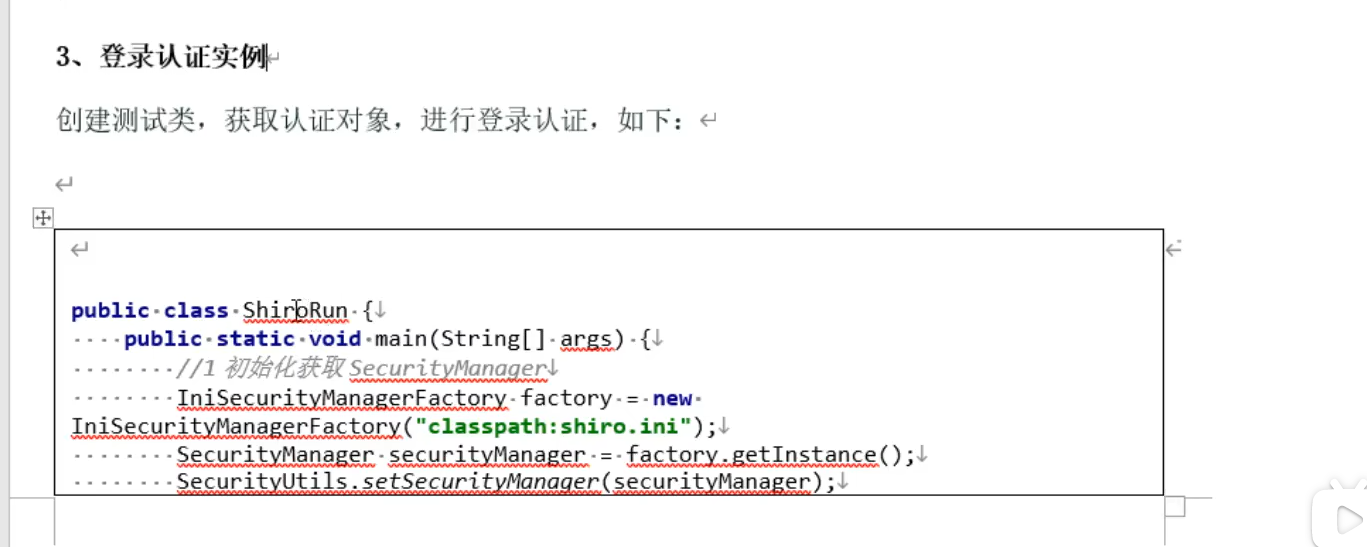 3、登录认证实例
创建测试类，获取认证对象，进行登录认证，如下：
public class ShiroRun {
public static void main(String[] args) {
//1 初始化获取 SecurityManager
IniSecurityManagerFactory factory = new
IniSecurityManagerFactory("classpath:shiro.ini");
SecurityManager securityManager = factory.getInstance();
SecurityUtils.setSecurityManager(securityManager);